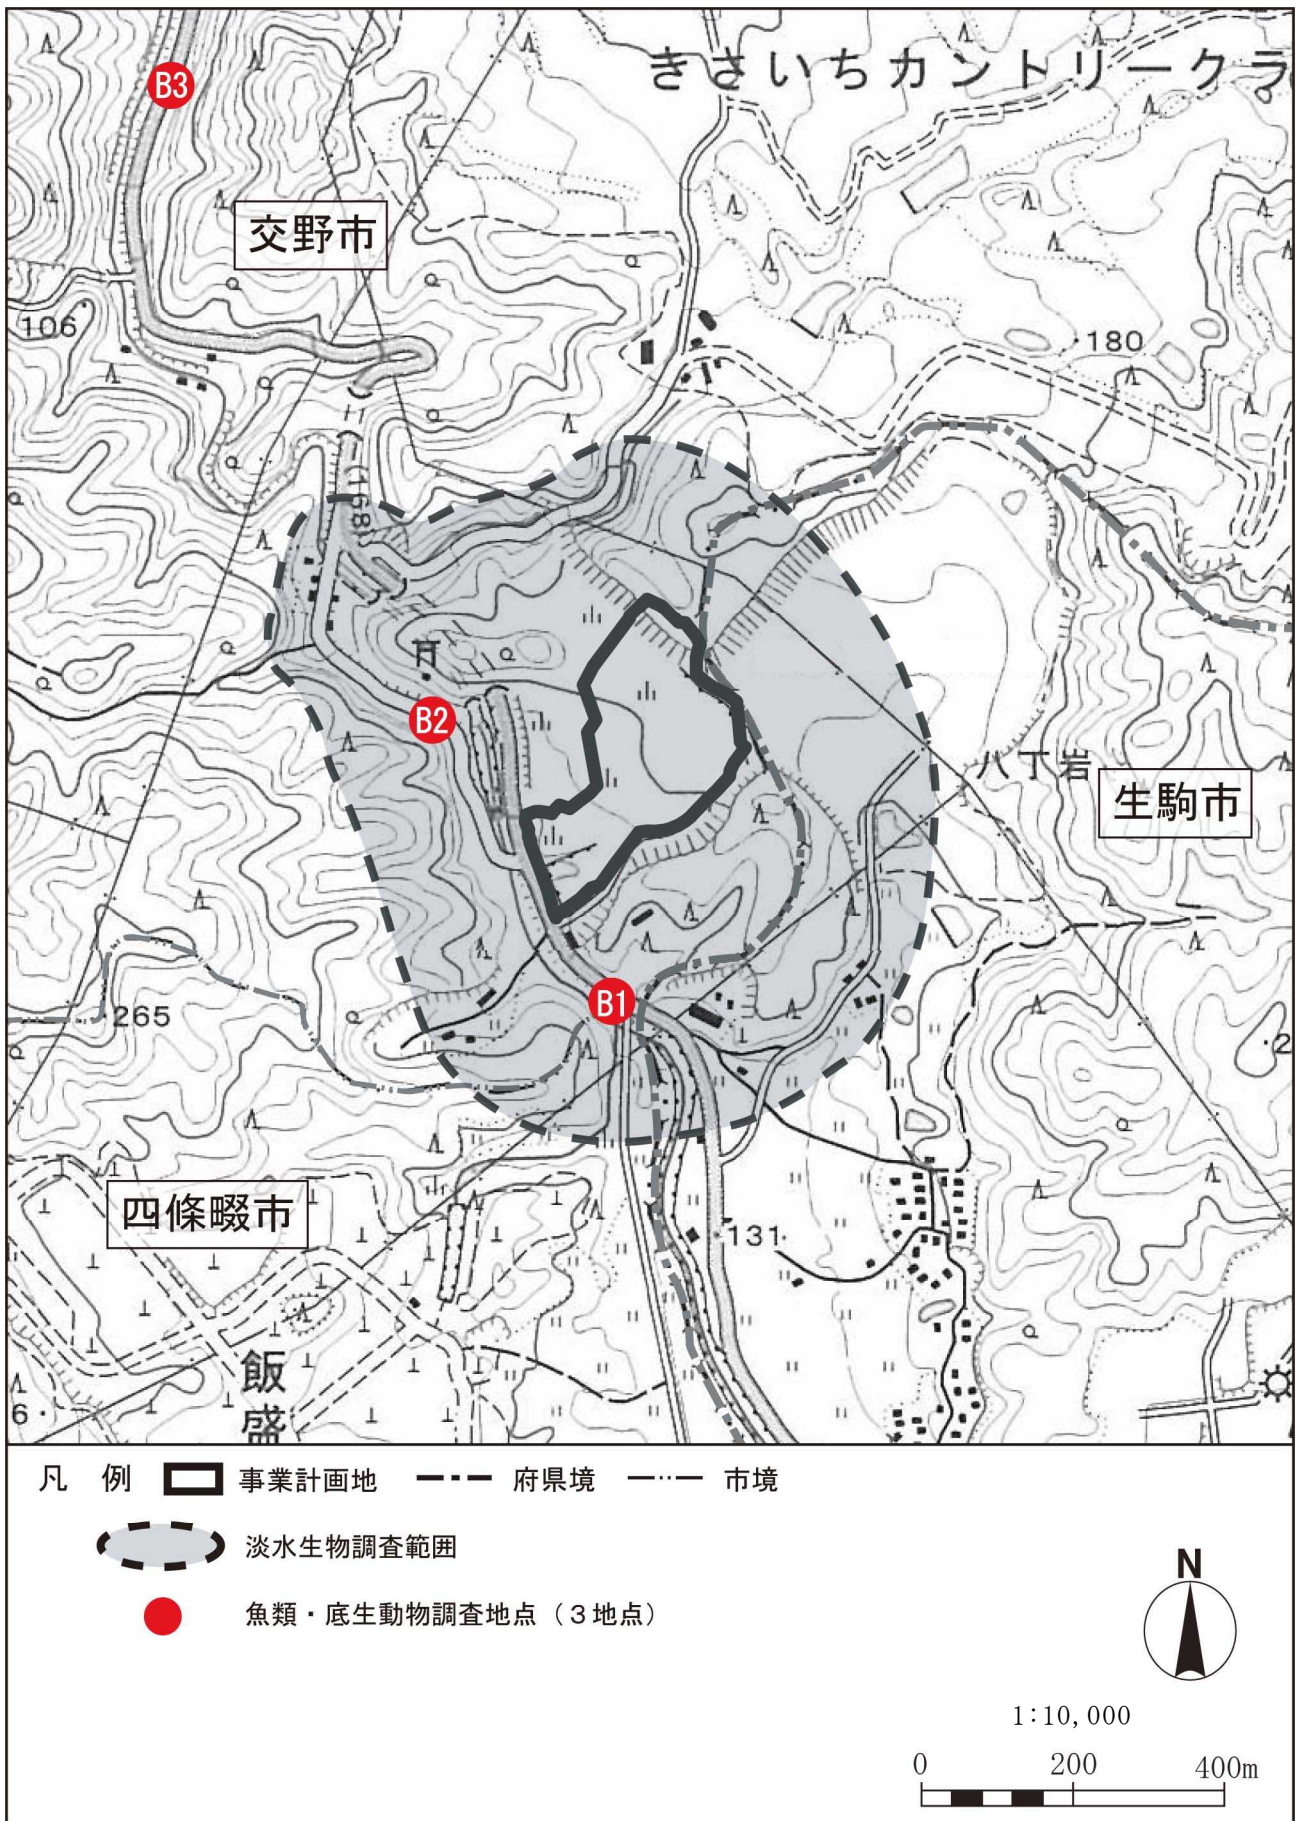 きさいちカントリークラ
B3
交野市
106
180
(168)
B2
八丁岩
生駒市
B1
265
四條畷市
131
飯盛
6
2
凡 例 事業計画地 府県境 市境
淡水生物調査範囲
魚類・底生動物調査地点（３地点）
N
1:10,000
0 200 400m